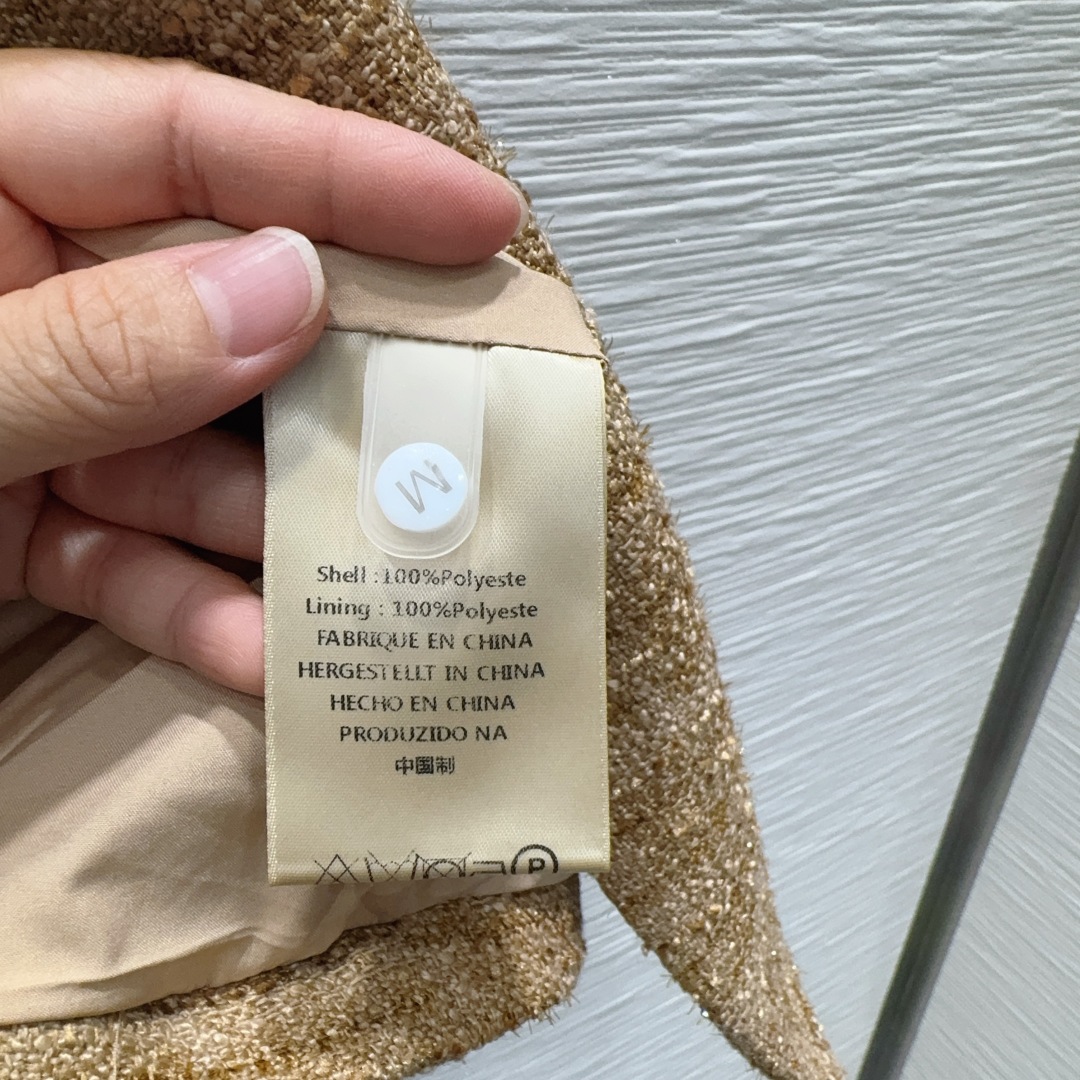 M
Shell :100%Polyeste
Lining : 100%Polyeste
FABRIQUE EN CHINA
HERGESTELLT IN CHINA
HECHO EN CHINA
PRODUZIDO NA
中国制
P